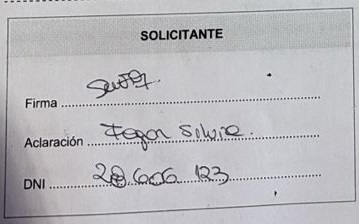 SOLICITANTE
Firma
Aclaración Silvia.
DNI 28.606.123